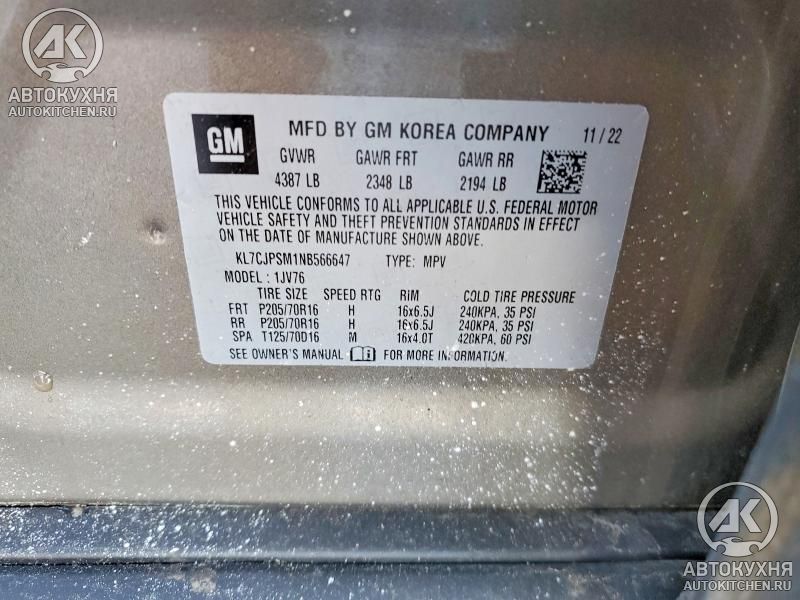 АК
АВТОКУХНЯ
AUTOKITCHEN.RU
GM
MFD BY GM KOREA COMPANY 11 / 22
GVWR GAWR FRT GAWR RR
4387 LB 2348 LB 2194 LB
THIS VEHICLE CONFORMS TO ALL APPLICABLE U.S. FEDERAL MOTOR
VEHICLE SAFETY AND THEFT PREVENTION STANDARDS IN EFFECT
ON THE DATE OF MANUFACTURE SHOWN ABOVE.
KL7CJPSM1NB566647 TYPE: MPV
MODEL : 1JV76
TIRE SIZE SPEED RTG RIM COLD TIRE PRESSURE
FRT P205/70R16 H 16x6.5J 240KPA, 35 PSI
RR P205/70R16 H 16x6.5J 240KPA, 35 PSI
SPA T125/70D16 M 16x4.0T 420KPA, 60 PSI
SEE OWNER'S MANUAL FOR MORE INFORMATION.
АК
АВТОКУХНЯ
AUTOKITCHEN.RU